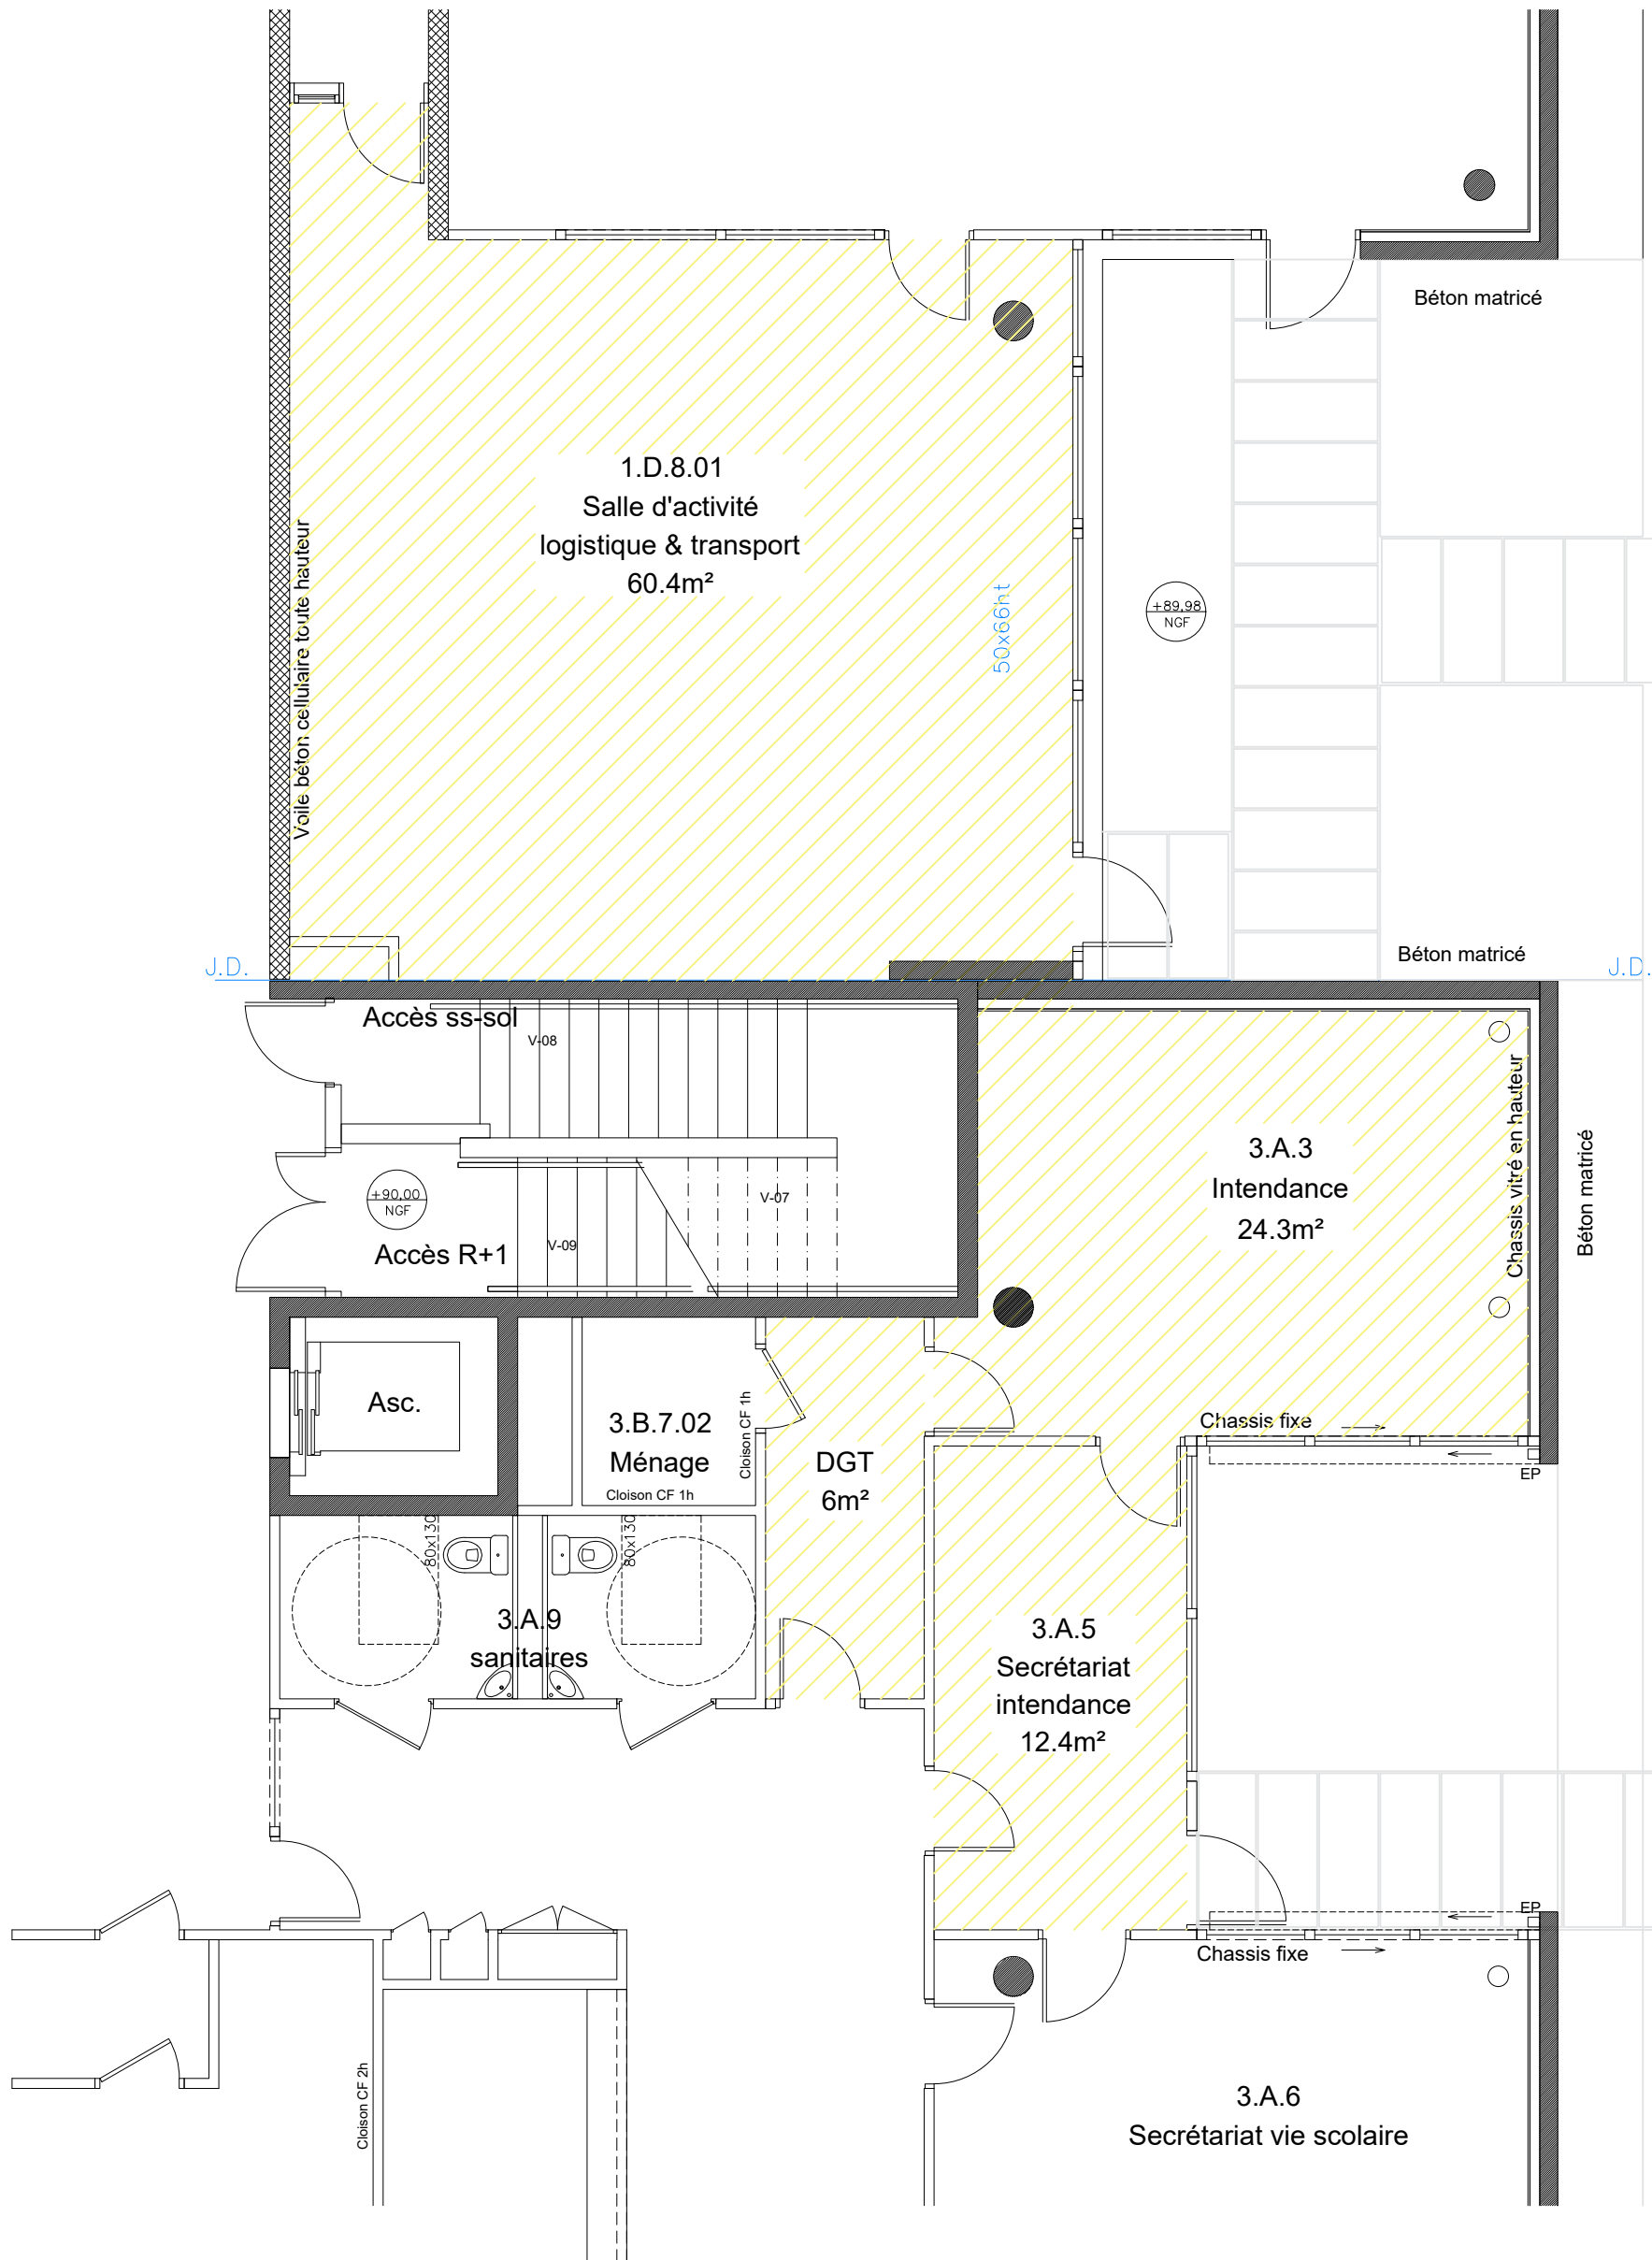 Béton matricé
1.D.8.01
Salle d'activité
logistique & transport
60.4m²
Voile béton cellulaire toute hauteur
50x66ht
+89,98
NGF
Béton matricé
J.D.
J.D.
Accès ss-sol
V-08
Chassis vitré en hauteur
Béton matricé
3.A.3
Intendance
24.3m²
+90,00
NGF
V-07
Accès R+1
V-09
Asc.
3.B.7.02
Ménage
Cloison CF 1h
Cloison CF 1h
DGT
6m²
Chassis fixe
EP
80x130
80x130
3.A.9
sanitaires
3.A.5
Secrétariat
intendance
12.4m²
EP
Chassis fixe
Cloison CF 2h
3.A.6
Secrétariat vie scolaire